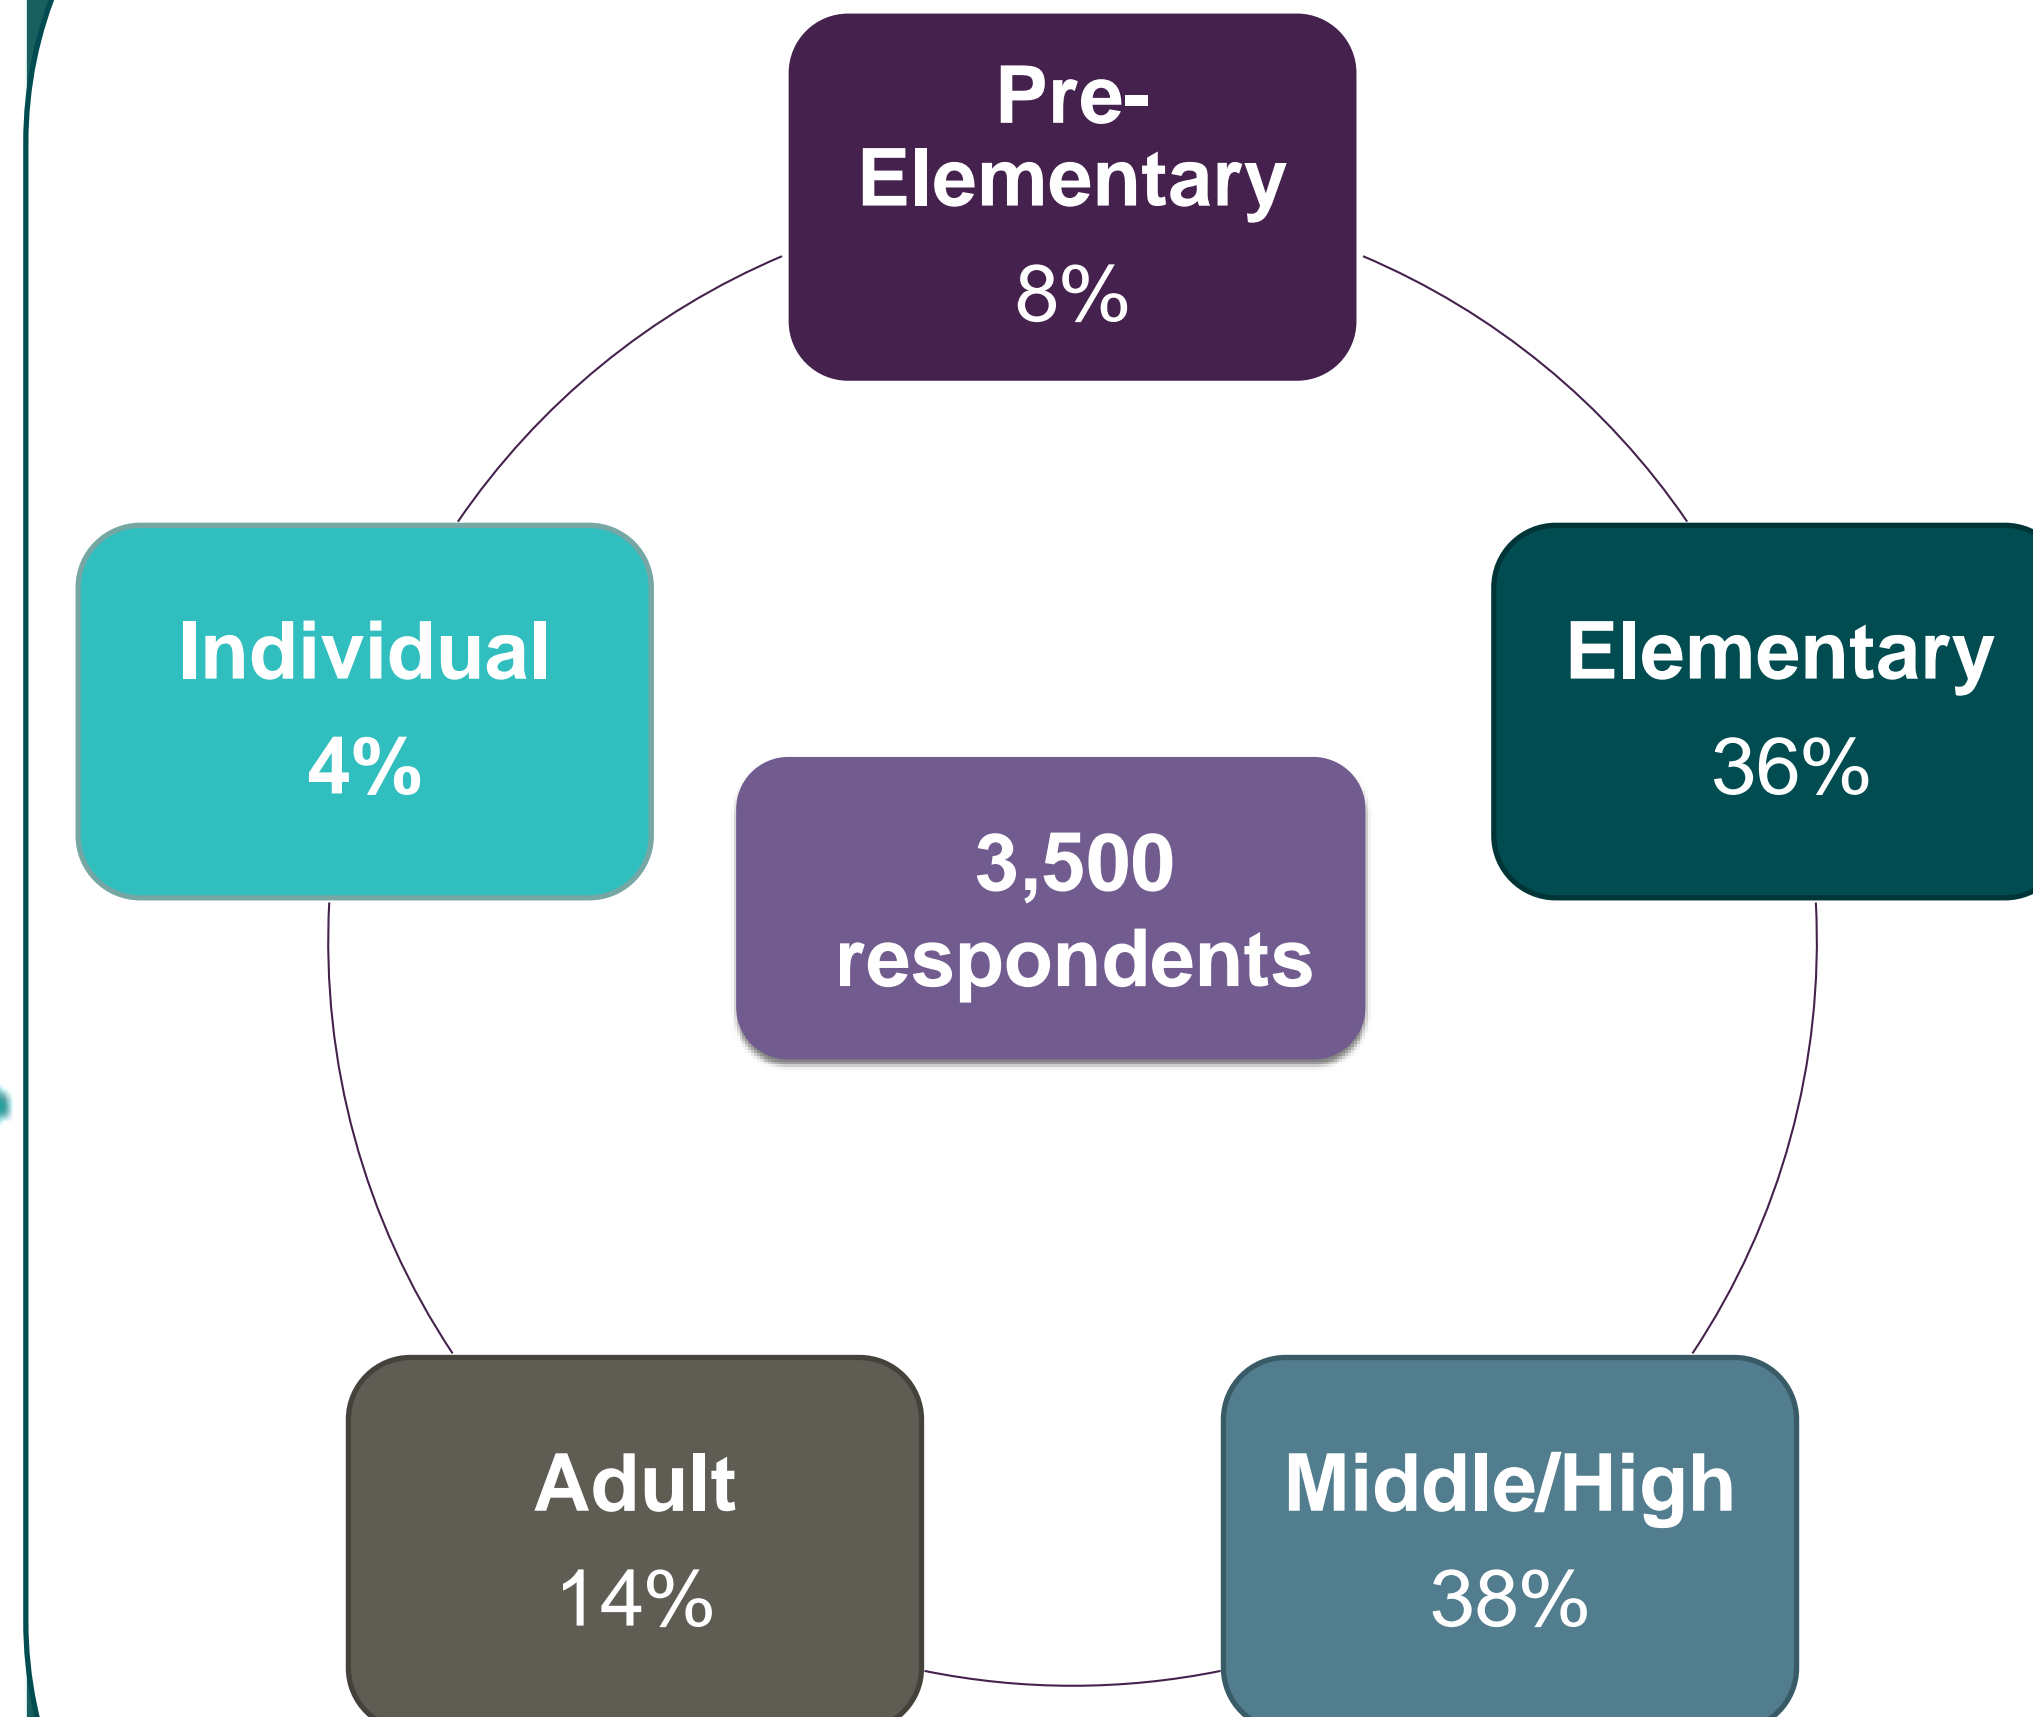 Pre-
Elementary
8%
Individual
4%
Elementary
36%
3,500
respondents
Adult
14%
Middle/High
38%